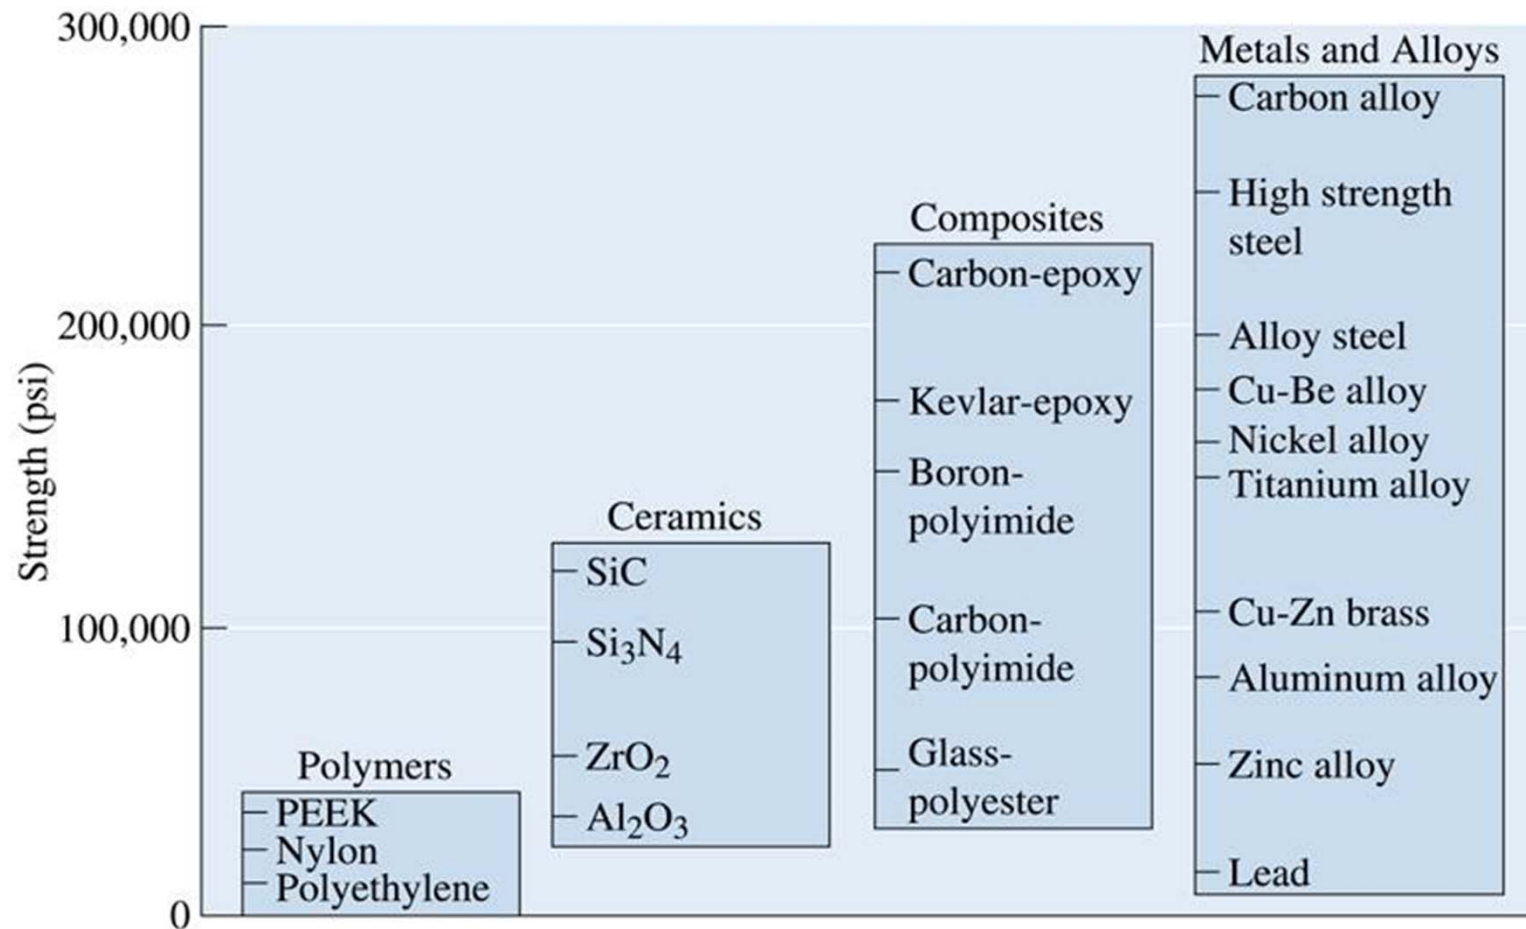 Strength (psi)
300,000
200,000
100,000
0
Polymers
PEEK
Nylon
Polyethylene
Ceramics
SiC
Si₃N₄
ZrO₂
Al₂O₃
Composites
Carbon-epoxy
Kevlar-epoxy
Boron-
polyimide
Carbon-
polyimide
Glass-
polyester
Metals and Alloys
Carbon alloy
High strength
steel
Alloy steel
Cu-Be alloy
Nickel alloy
Titanium alloy
Cu-Zn brass
Aluminum alloy
Zinc alloy
Lead